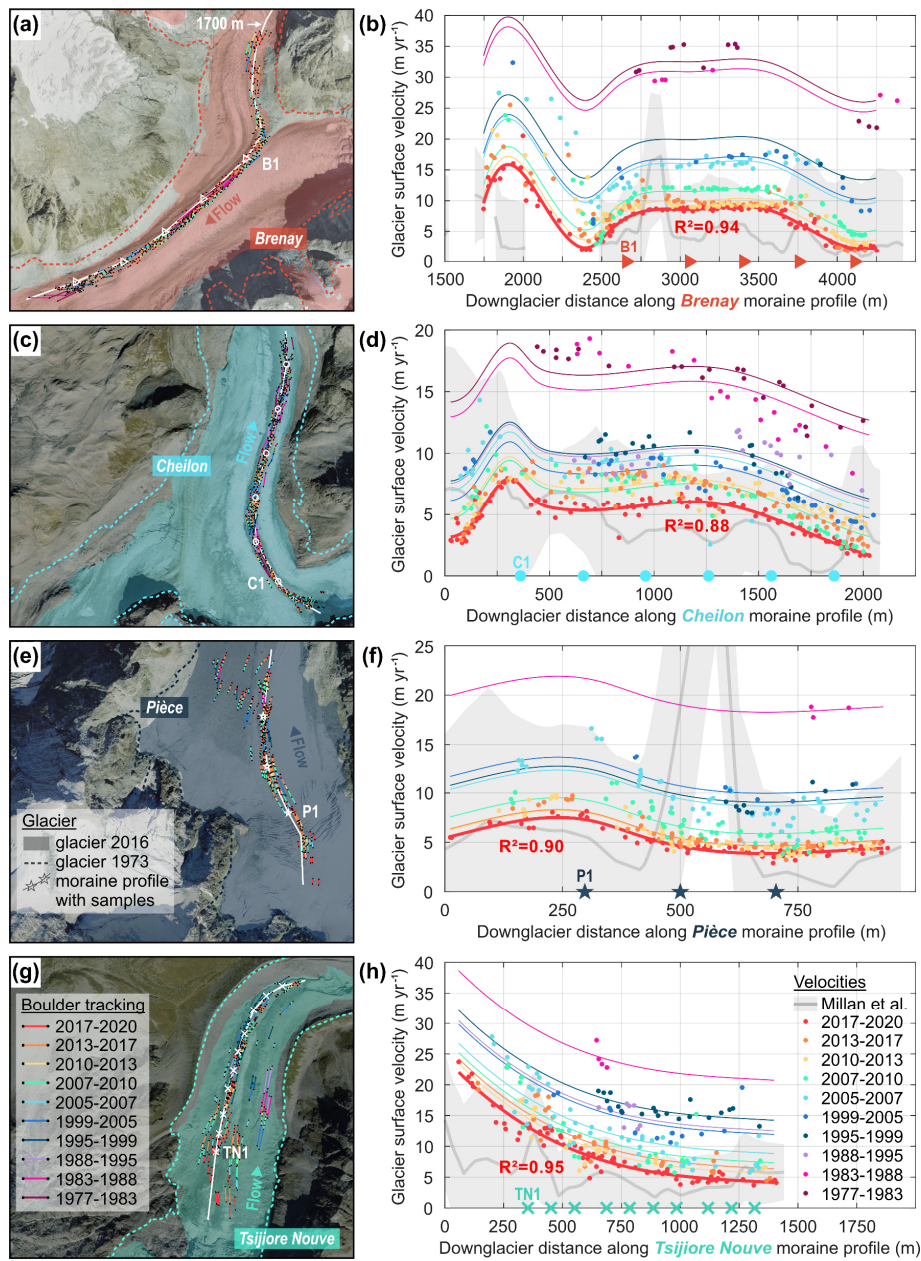 (a)
1700 m
B1
Flow
Brenay
(b)
Glacier surface velocity (m yr⁻¹)
40
35
30
25
20
15
10
5
0
R²=0.94
B1
1500
2000
2500
3000
3500
4000
Downglacier distance along Brenay moraine profile (m)
(c)
Cheilon
Flow
C1
(d)
Glacier surface velocity (m yr⁻¹)
20
15
10
5
0
R²=0.88
C1
0
500
1000
1500
2000
Downglacier distance along Cheilon moraine profile (m)
(e)
Pièce
Flow
P1
Glacier
glacier 2016
glacier 1973
moraine profile
with samples
(f)
Glacier surface velocity (m yr⁻¹)
25
20
15
10
5
0
R²=0.90
P1
0
250
500
750
Downglacier distance along Pièce moraine profile (m)
(g)
Boulder tracking
2017-2020
2013-2017
2010-2013
2007-2010
2005-2007
1999-2005
1995-1999
1988-1995
1983-1988
1977-1983
TN1
Flow
Tsijiore Nouve
(h)
Glacier surface velocity (m yr⁻¹)
40
35
30
25
20
15
10
5
0
R²=0.95
TN1
0
250
500
750
1000
1250
1500
Downglacier distance along Tsijiore Nouve moraine profile (m)
Velocities
Millan et al.
2017-2020
2013-2017
2010-2013
2007-2010
2005-2007
1999-2005
1995-1999
1988-1995
1983-1988
1977-1983